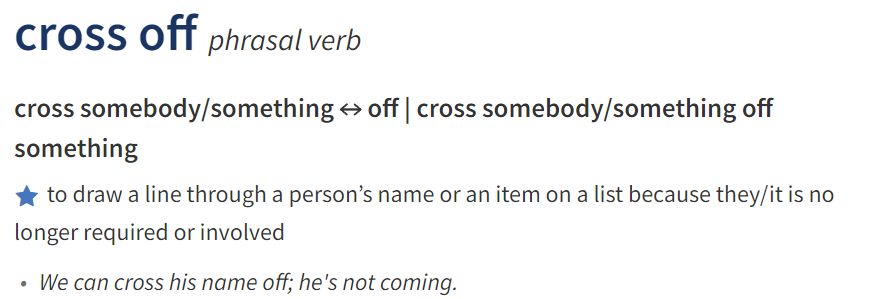 cross off phrasal verb
cross somebody/something ↔ off | cross somebody/something off
something
to draw a line through a person’s name or an item on a list because they/it is no
longer required or involved
• We can cross his name off; he's not coming.